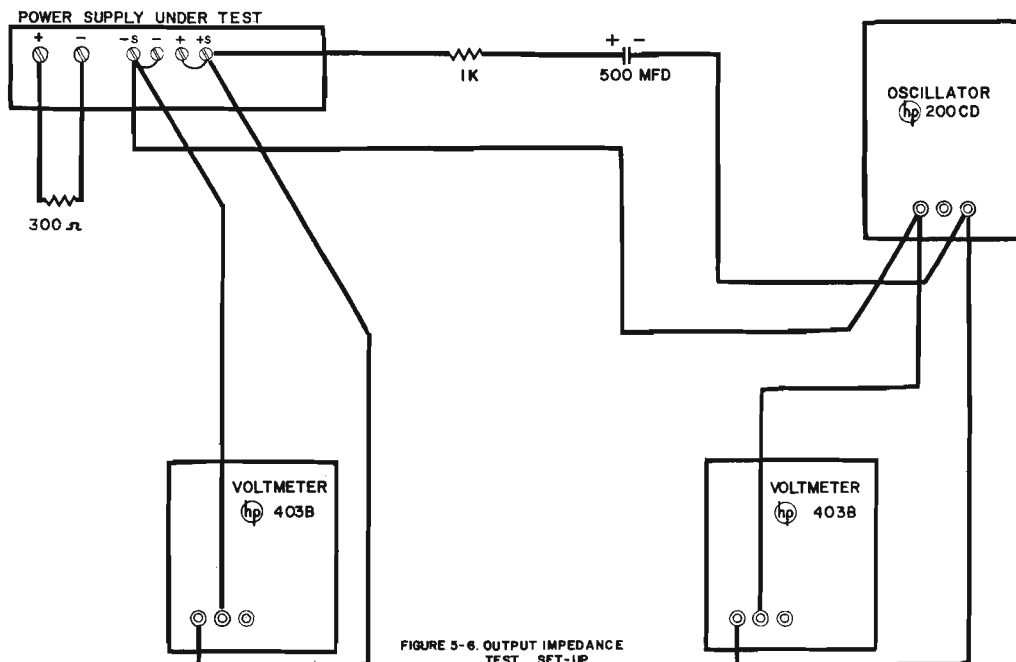 POWER SUPPLY UNDER TEST
+ - -S - + +S
300 Ω
1K
+ -
500 MFD
OSCILLATOR
hp 200CD
VOLTMETER
hp 403B
VOLTMETER
hp 403B
FIGURE 5-6. OUTPUT IMPEDANCE
TEST SET-UP